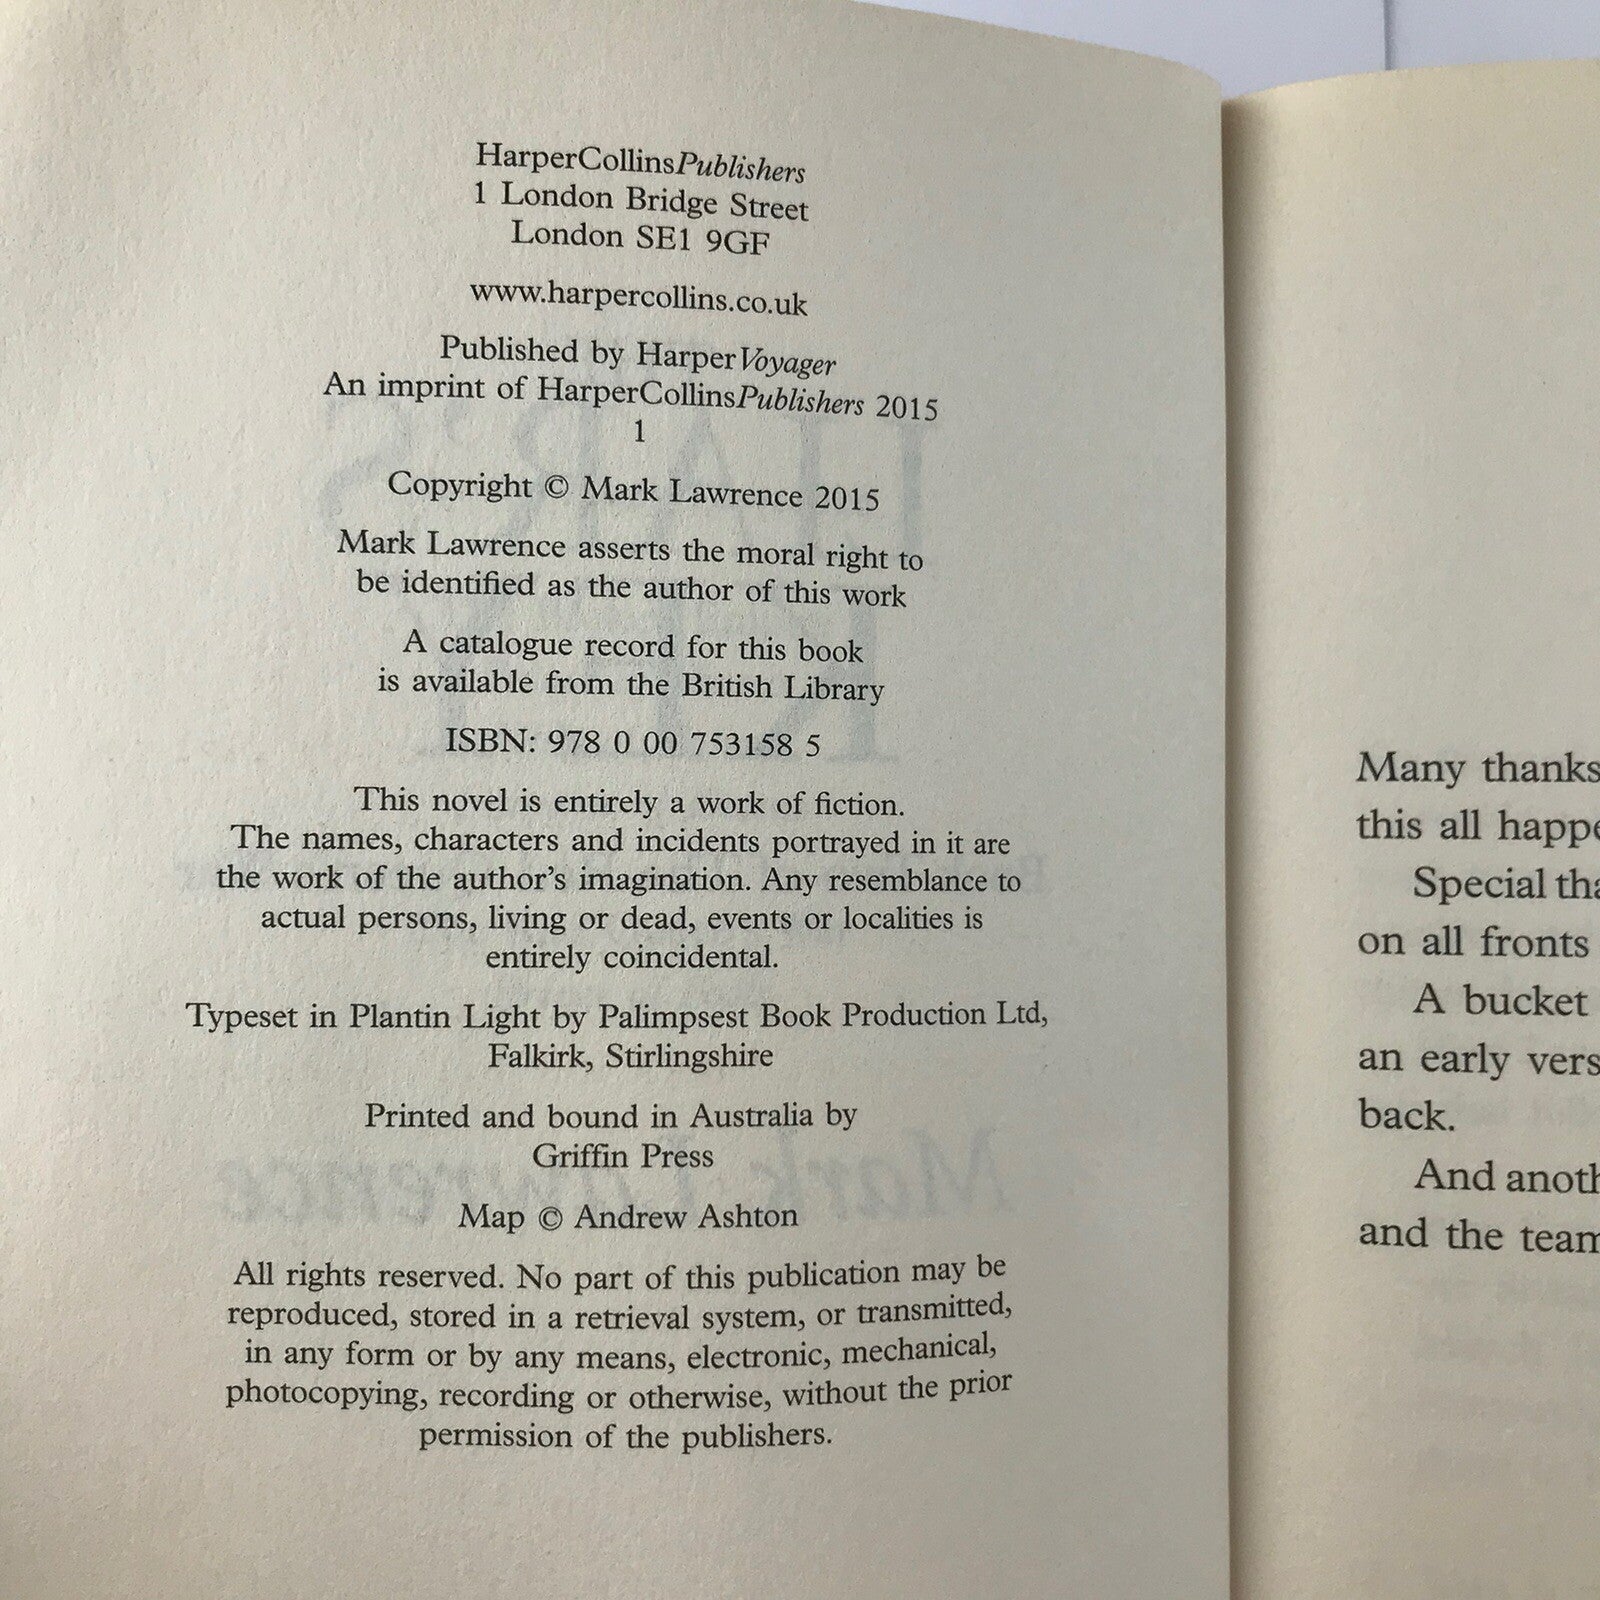 HarperCollinsPublishers
1 London Bridge Street
London SE1 9GF
www.harpercollins.co.uk
Published by HarperVoyager
An imprint of HarperCollinsPublishers 2015
1
Copyright © Mark Lawrence 2015
Mark Lawrence asserts the moral right to
be identified as the author of this work
A catalogue record for this book
is available from the British Library
ISBN: 978 0 00 753158 5
This novel is entirely a work of fiction.
The names, characters and incidents portrayed in it are
the work of the author's imagination. Any resemblance to
actual persons, living or dead, events or localities is
entirely coincidental.
Typeset in Plantin Light by Palimpsest Book Production Ltd,
Falkirk, Stirlingshire
Printed and bound in Australia by
Griffin Press
Map © Andrew Ashton
All rights reserved. No part of this publication may be
reproduced, stored in a retrieval system, or transmitted,
in any form or by any means, electronic, mechanical,
photocopying, recording or otherwise, without the prior
permission of the publishers.
Many thanks
this all
Special
on all fronts
A bucket
an early
back.
And
and the